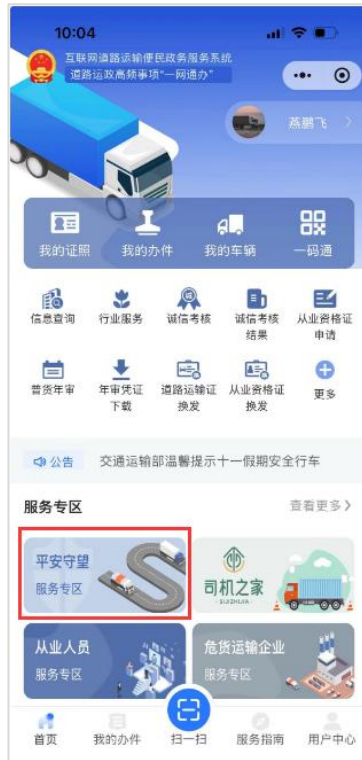 10:04
互联网道路运输便民政务服务系统
道路运政高频事项"一网通办"
燕鹏飞
我的证照 我的办件 我的车辆 一码通
信息查询 行业服务 诚信考核 诚信考核结果 从业资格证申请
普货年审 年审凭证下载 道路运输证换发 从业资格证换发 更多
公告 交通运输部温馨提示十一假期安全行车
服务专区 查看更多
平安守望
服务专区
司机之家
SIJIZHIJIA
从业人员 危货运输企业
服务专区 服务专区
首页 我的办件 扫一扫 服务指南 用户中心